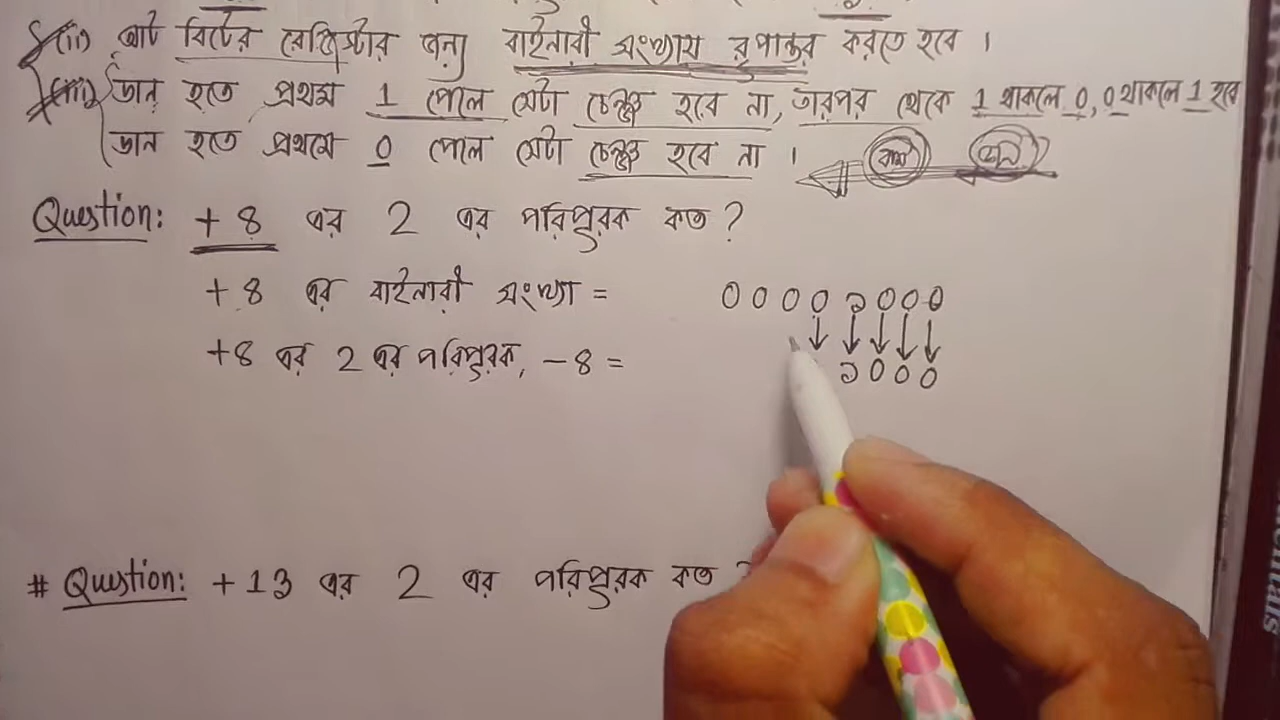 (ii) আট বিটের রেজিস্টার জন্য বাইনারী সংখ্যায় রূপান্তর করতে হবে ।
(iii) ডান হতে প্রথম 1 পেলে সেটা চেঞ্জ হবে না, তারপর থেকে 1 থাকলে 0, 0 থাকলে 1 হবে
ডান হতে প্রথমে 0 পেলে সেটা চেঞ্জ হবে না ।
Question: +8 এর 2 এর পরিপুরক কত ?
+8 এর বাইনারী সংখ্যা = 0 0 0 0 ১ 0 0 0
+8 এর 2 এর পরিপুরক, -8 = ১ 0 0 0
# Question: +13 এর 2 এর পরিপুরক কত ?